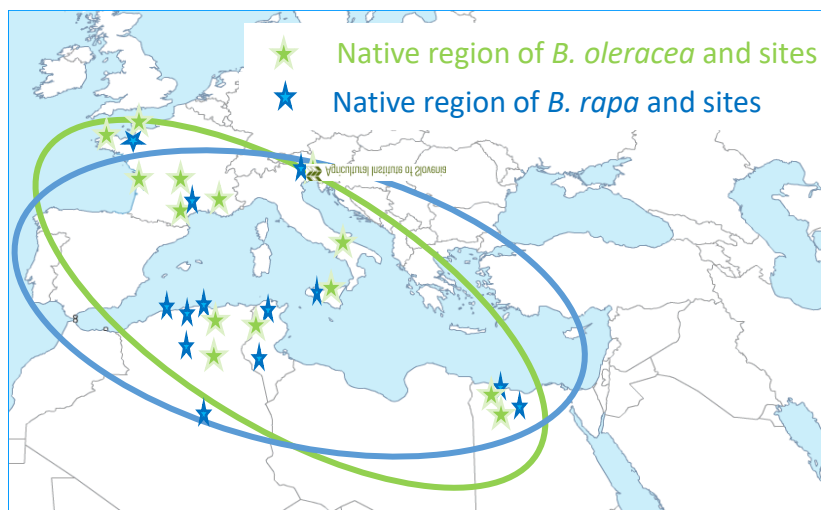 Native region of B. oleracea and sites
Native region of B. rapa and sites
Agricultural Institute of Slovenia
8